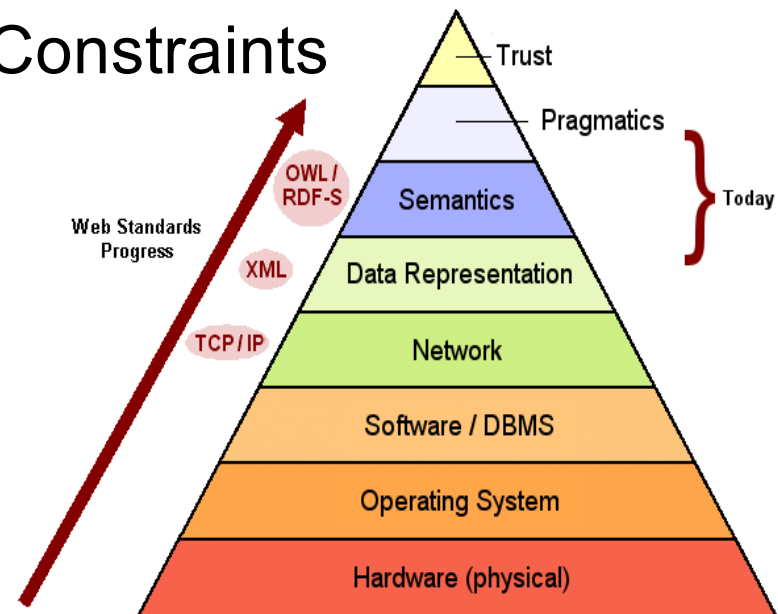 Constraints
Trust
Pragmatics
OWL /
RDF-S
Semantics
Today
Web Standards
Progress
XML
Data Representation
TCP / IP
Network
Software / DBMS
Operating System
Hardware (physical)